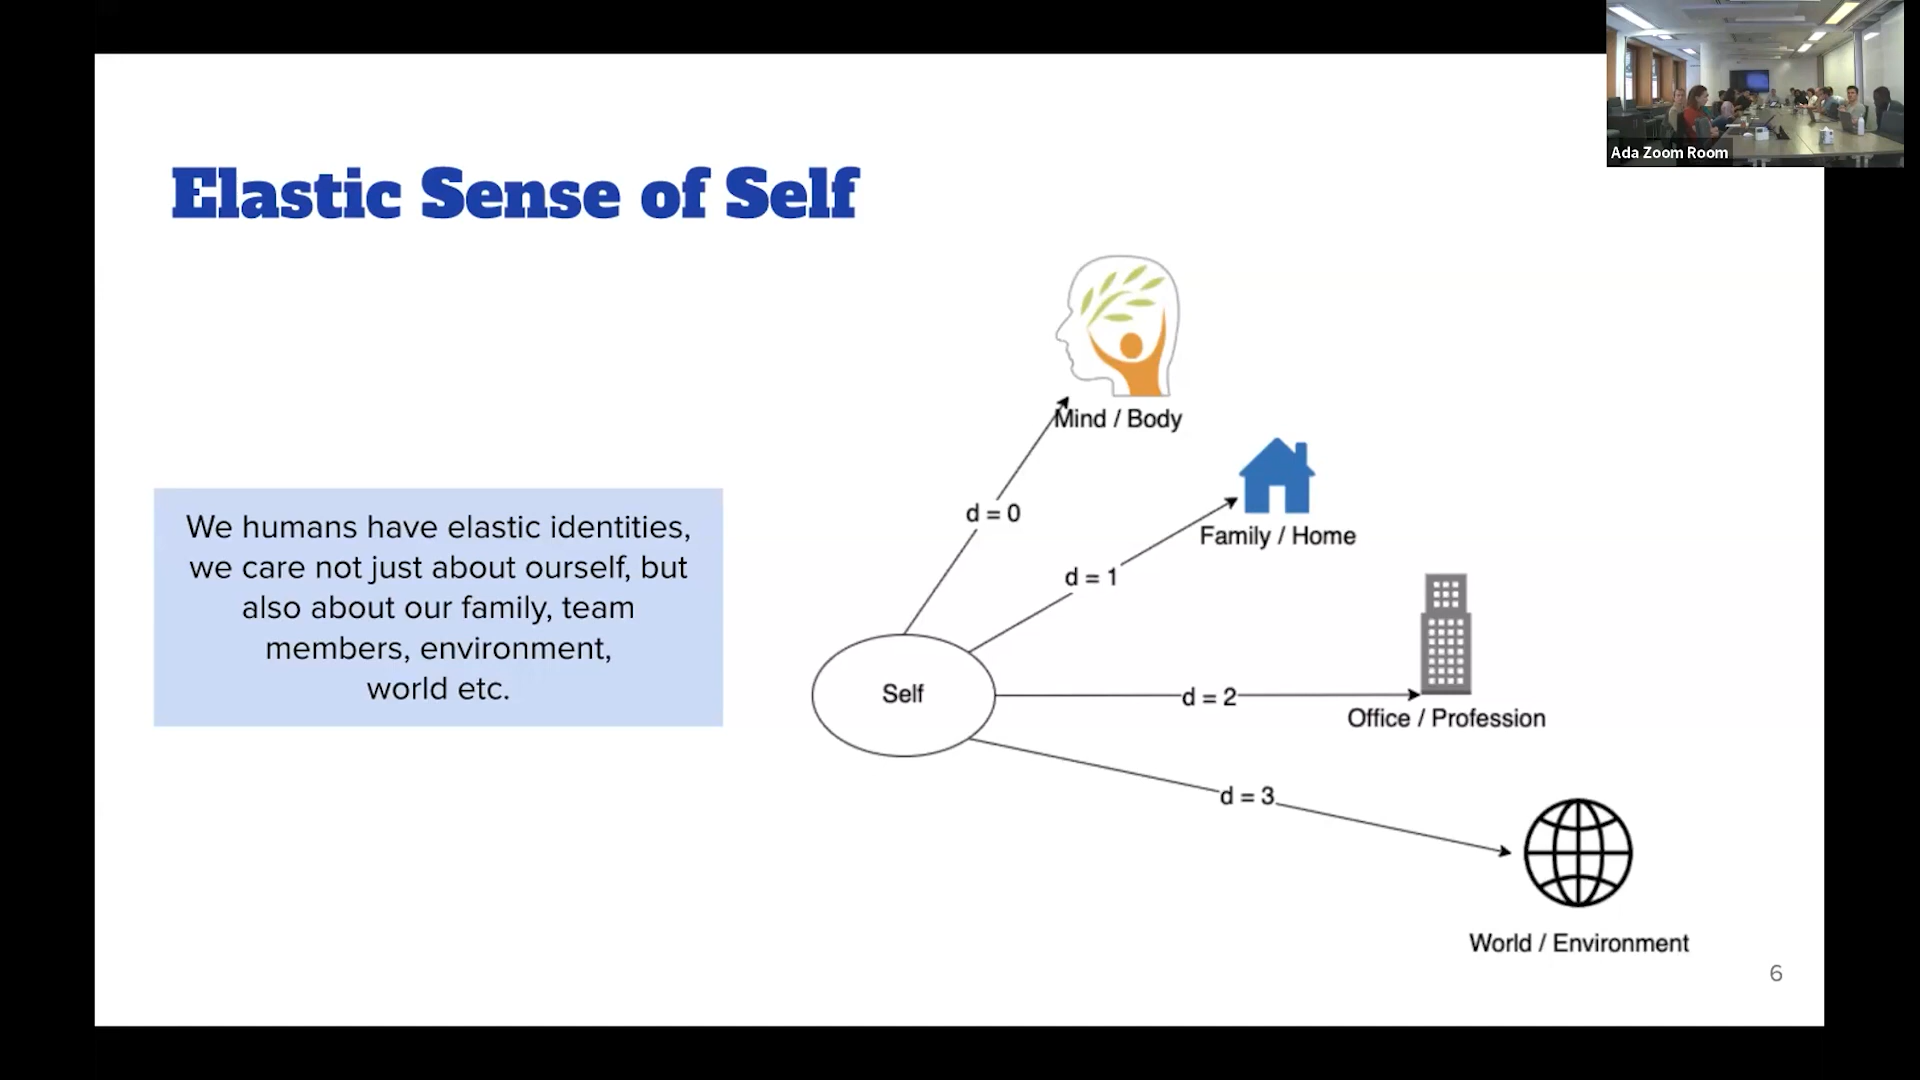 Ada Zoom Room
Elastic Sense of Self
We humans have elastic identities,
we care not just about ourself, but
also about our family, team
members, environment,
world etc.
Mind / Body
d = 0
Family / Home
d = 1
Self
d = 2
Office / Profession
d = 3
World / Environment
6